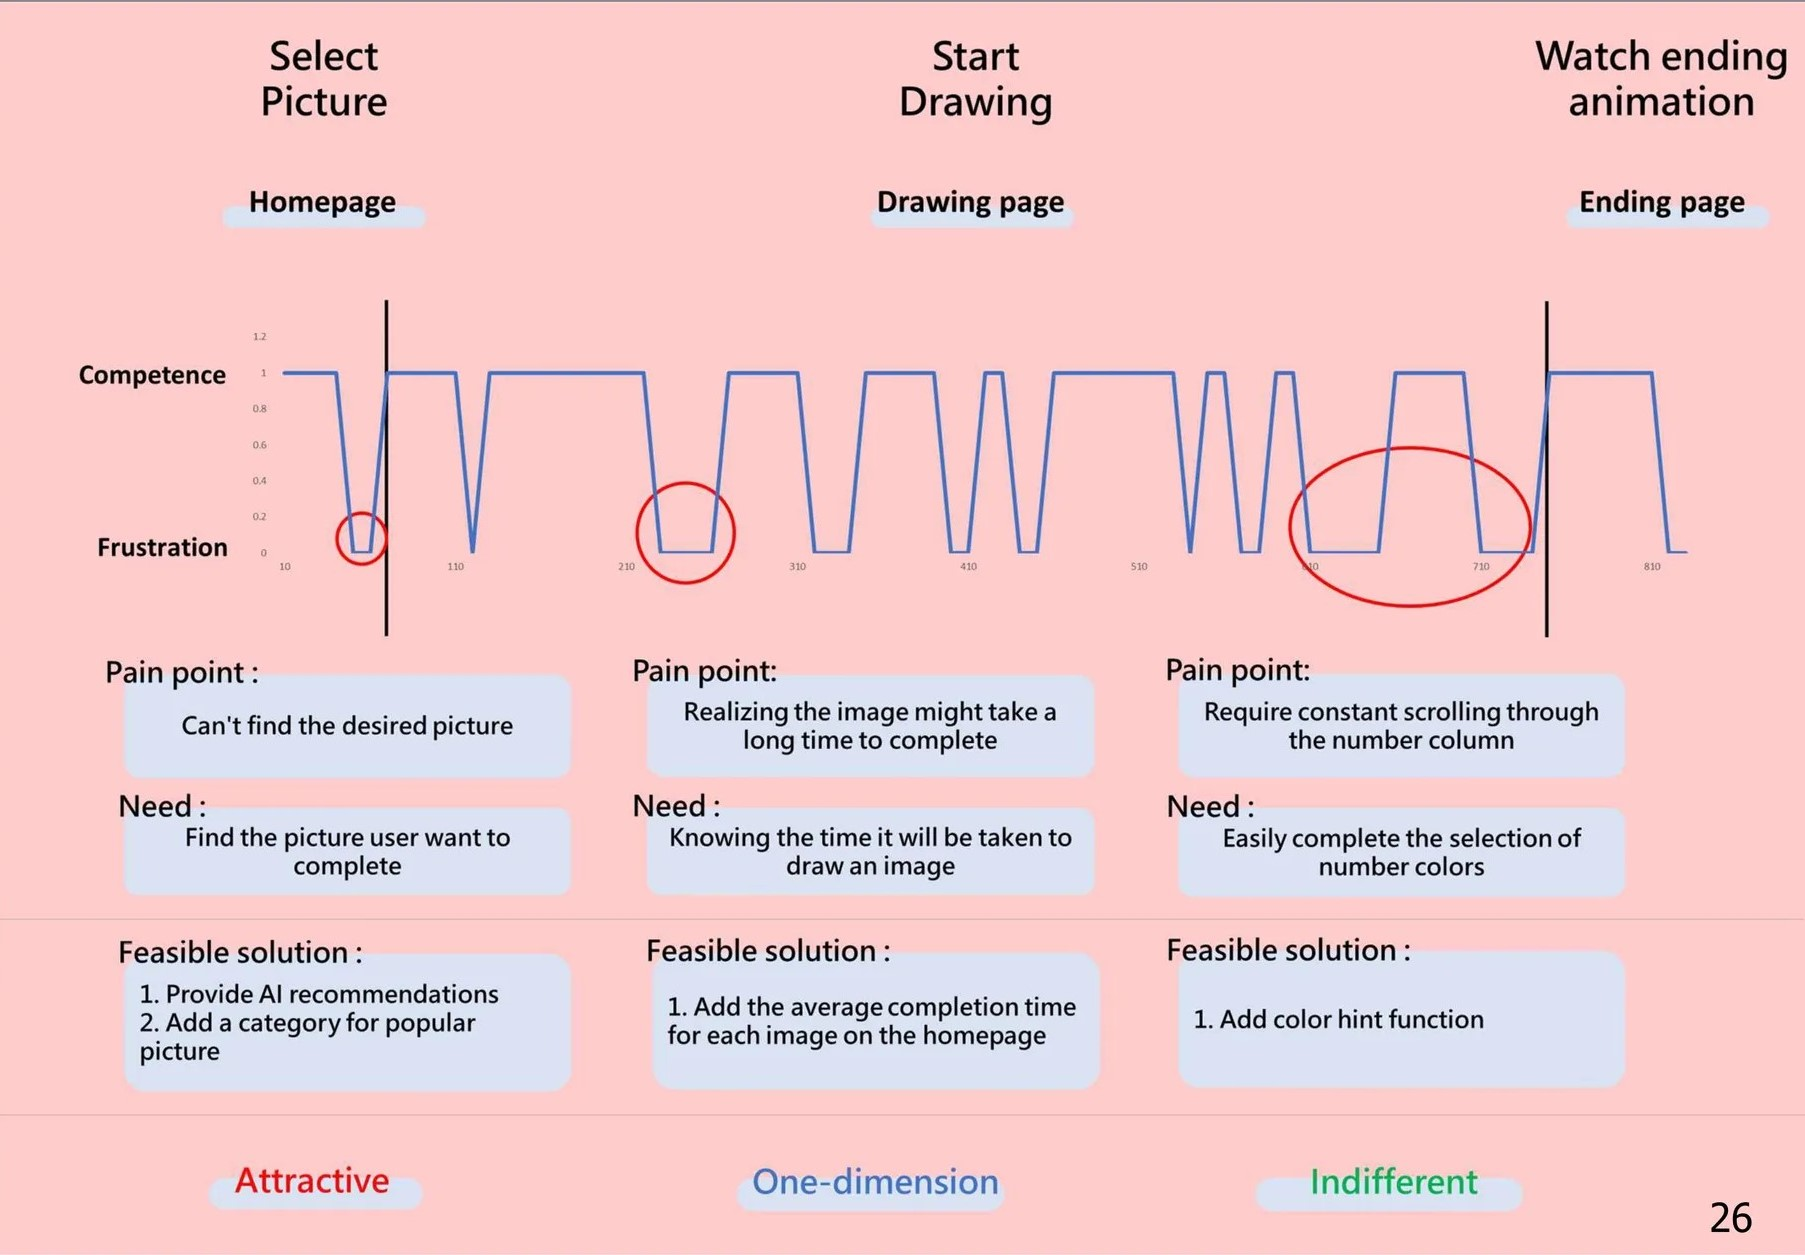 Select
Picture
Start
Drawing
Watch ending
animation
Homepage
Drawing page
Ending page
1.2
Competence
1
0.8
0.6
0.4
0.2
Frustration
0
10
110
210
310
410
510
610
710
810
Pain point :
Can't find the desired picture
Need :
Find the picture user want to
complete
Pain point:
Realizing the image might take a
long time to complete
Need :
Knowing the time it will be taken to
draw an image
Pain point:
Require constant scrolling through
the number column
Need :
Easily complete the selection of
number colors
Feasible solution :
1. Provide AI recommendations
2. Add a category for popular
picture
Feasible solution :
1. Add the average completion time
for each image on the homepage
Feasible solution :
1. Add color hint function
Attractive
One-dimension
Indifferent
26